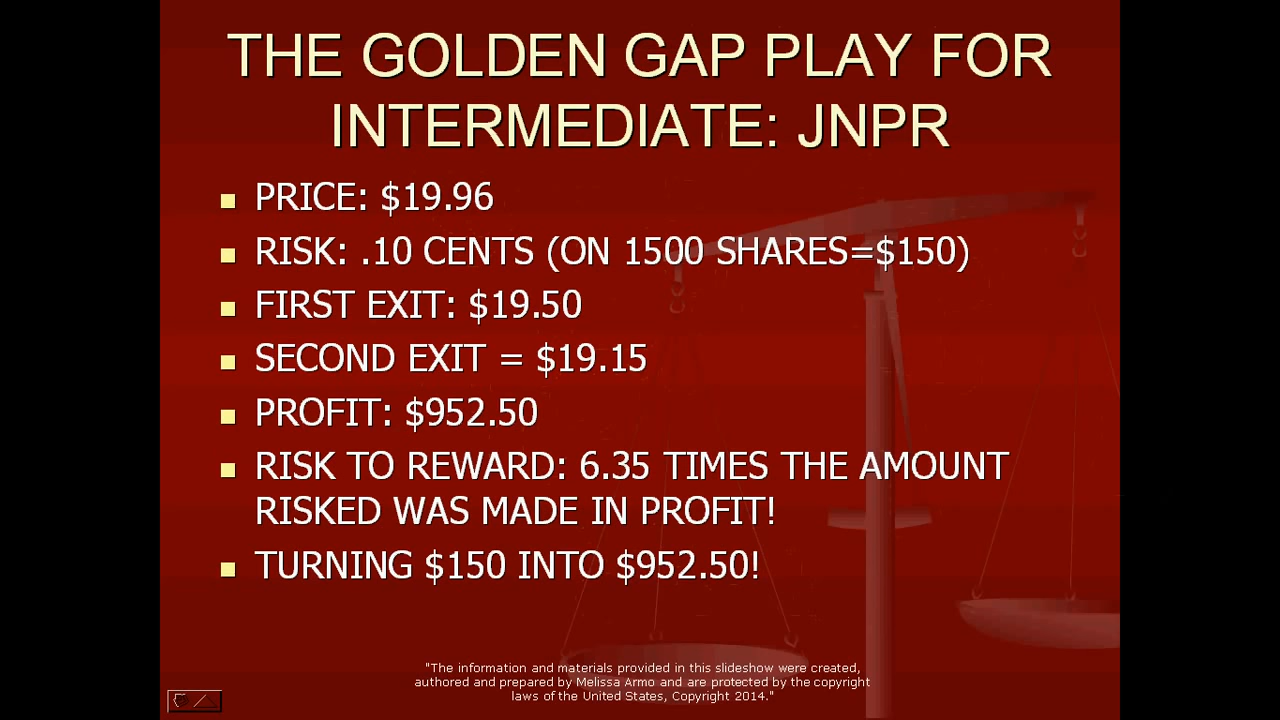 THE GOLDEN GAP PLAY FOR
INTERMEDIATE: JNPR
PRICE: $19.96
RISK: .10 CENTS (ON 1500 SHARES=$150)
FIRST EXIT: $19.50
SECOND EXIT = $19.15
PROFIT: $952.50
RISK TO REWARD: 6.35 TIMES THE AMOUNT
RISKED WAS MADE IN PROFIT!
TURNING $150 INTO $952.50!
"The information and materials provided in this slideshow were created,
authored and prepared by Melissa Armo and are protected by the copyright
laws of the United States, Copyright 2014."